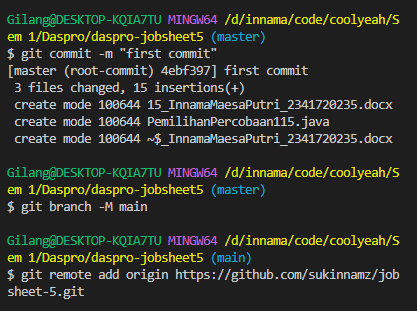 Gilang@DESKTOP-KQIA7TU MINGW64 /d/innama/coolyeah/S
em 1/Daspro/daspro-jobsheet5 (master)
$ git commit -m "first commit"
[master (root-commit) 4ebf397] first commit
 3 files changed, 15 insertions(+)
 create mode 100644 15_InnamaMaesaPutri_2341720235.docx
 create mode 100644 PemilihanPercobaan115.java
 create mode 100644 ~$_InnamaMaesaPutri_2341720235.docx
Gilang@DESKTOP-KQIA7TU MINGW64 /d/innama/coolyeah/S
em 1/Daspro/daspro-jobsheet5 (master)
$ git branch -M main
Gilang@DESKTOP-KQIA7TU MINGW64 /d/innama/coolyeah/S
em 1/Daspro/daspro-jobsheet5 (main)
$ git remote add origin https://github.com/sukinnamz/job
sheet-5.git